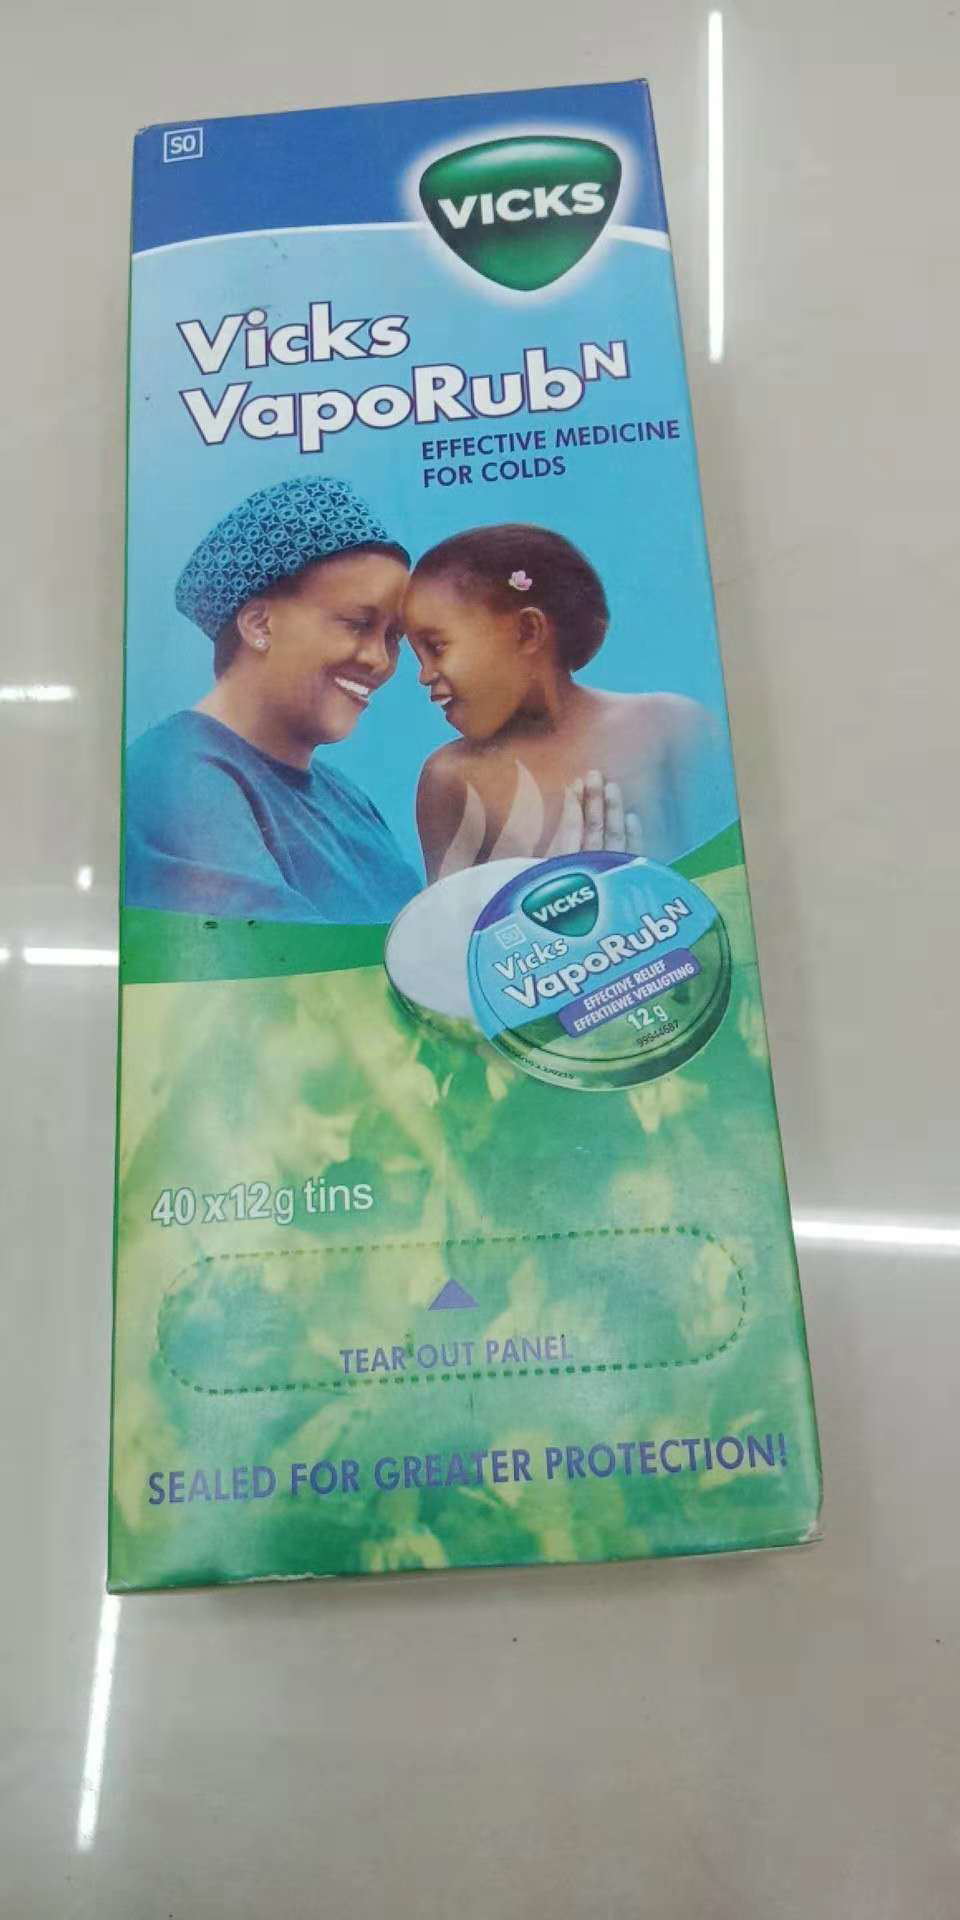 S0
VICKS
Vicks
VapoRubN
EFFECTIVE MEDICINE
FOR COLDS
VICKS
S0
Vicks
VapoRubN
EFFECTIVE RELIEF
EFFEKTIEWE VERLIGTING
12g
99944687
40 x 12g tins
TEAR OUT PANEL
SEALED FOR GREATER PROTECTION!